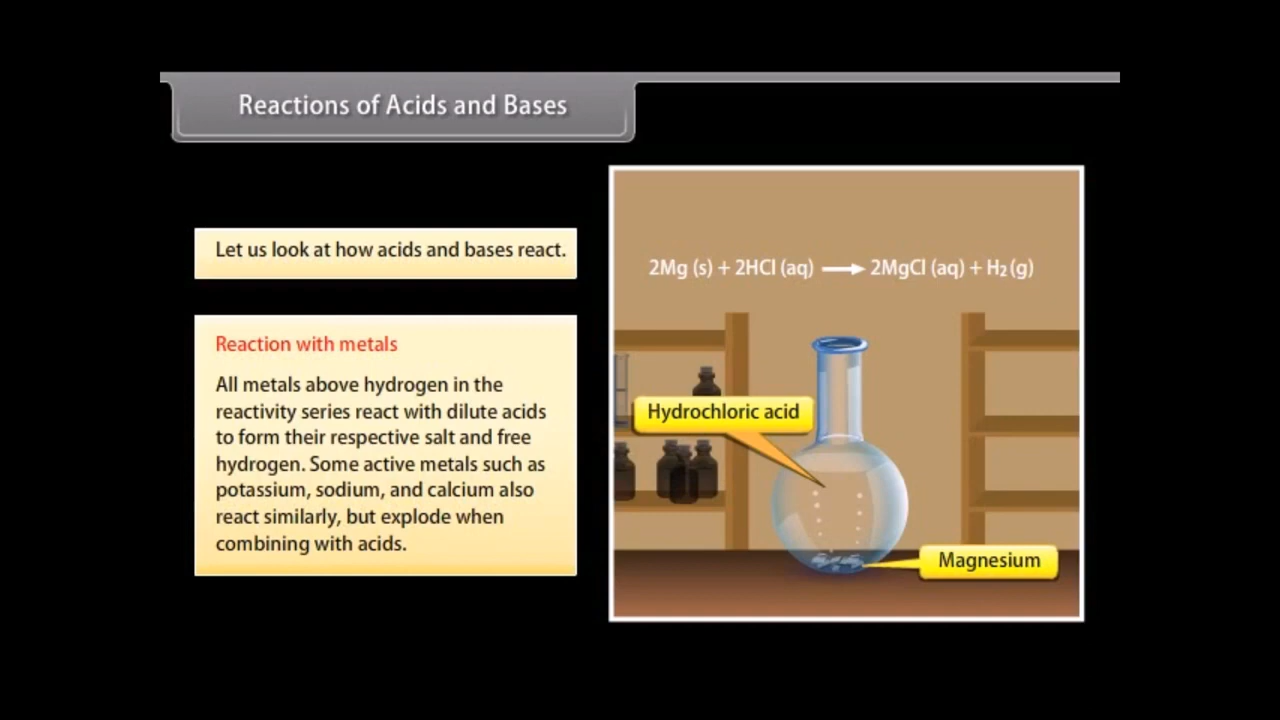 Reactions of Acids and Bases
Let us look at how acids and bases react.
Reaction with metals
All metals above hydrogen in the
reactivity series react with dilute acids
to form their respective salt and free
hydrogen. Some active metals such as
potassium, sodium, and calcium also
react similarly, but explode when
combining with acids.
2Mg (s) + 2HCl (aq) ⟶ 2MgCl (aq) + H₂ (g)
Hydrochloric acid
Magnesium